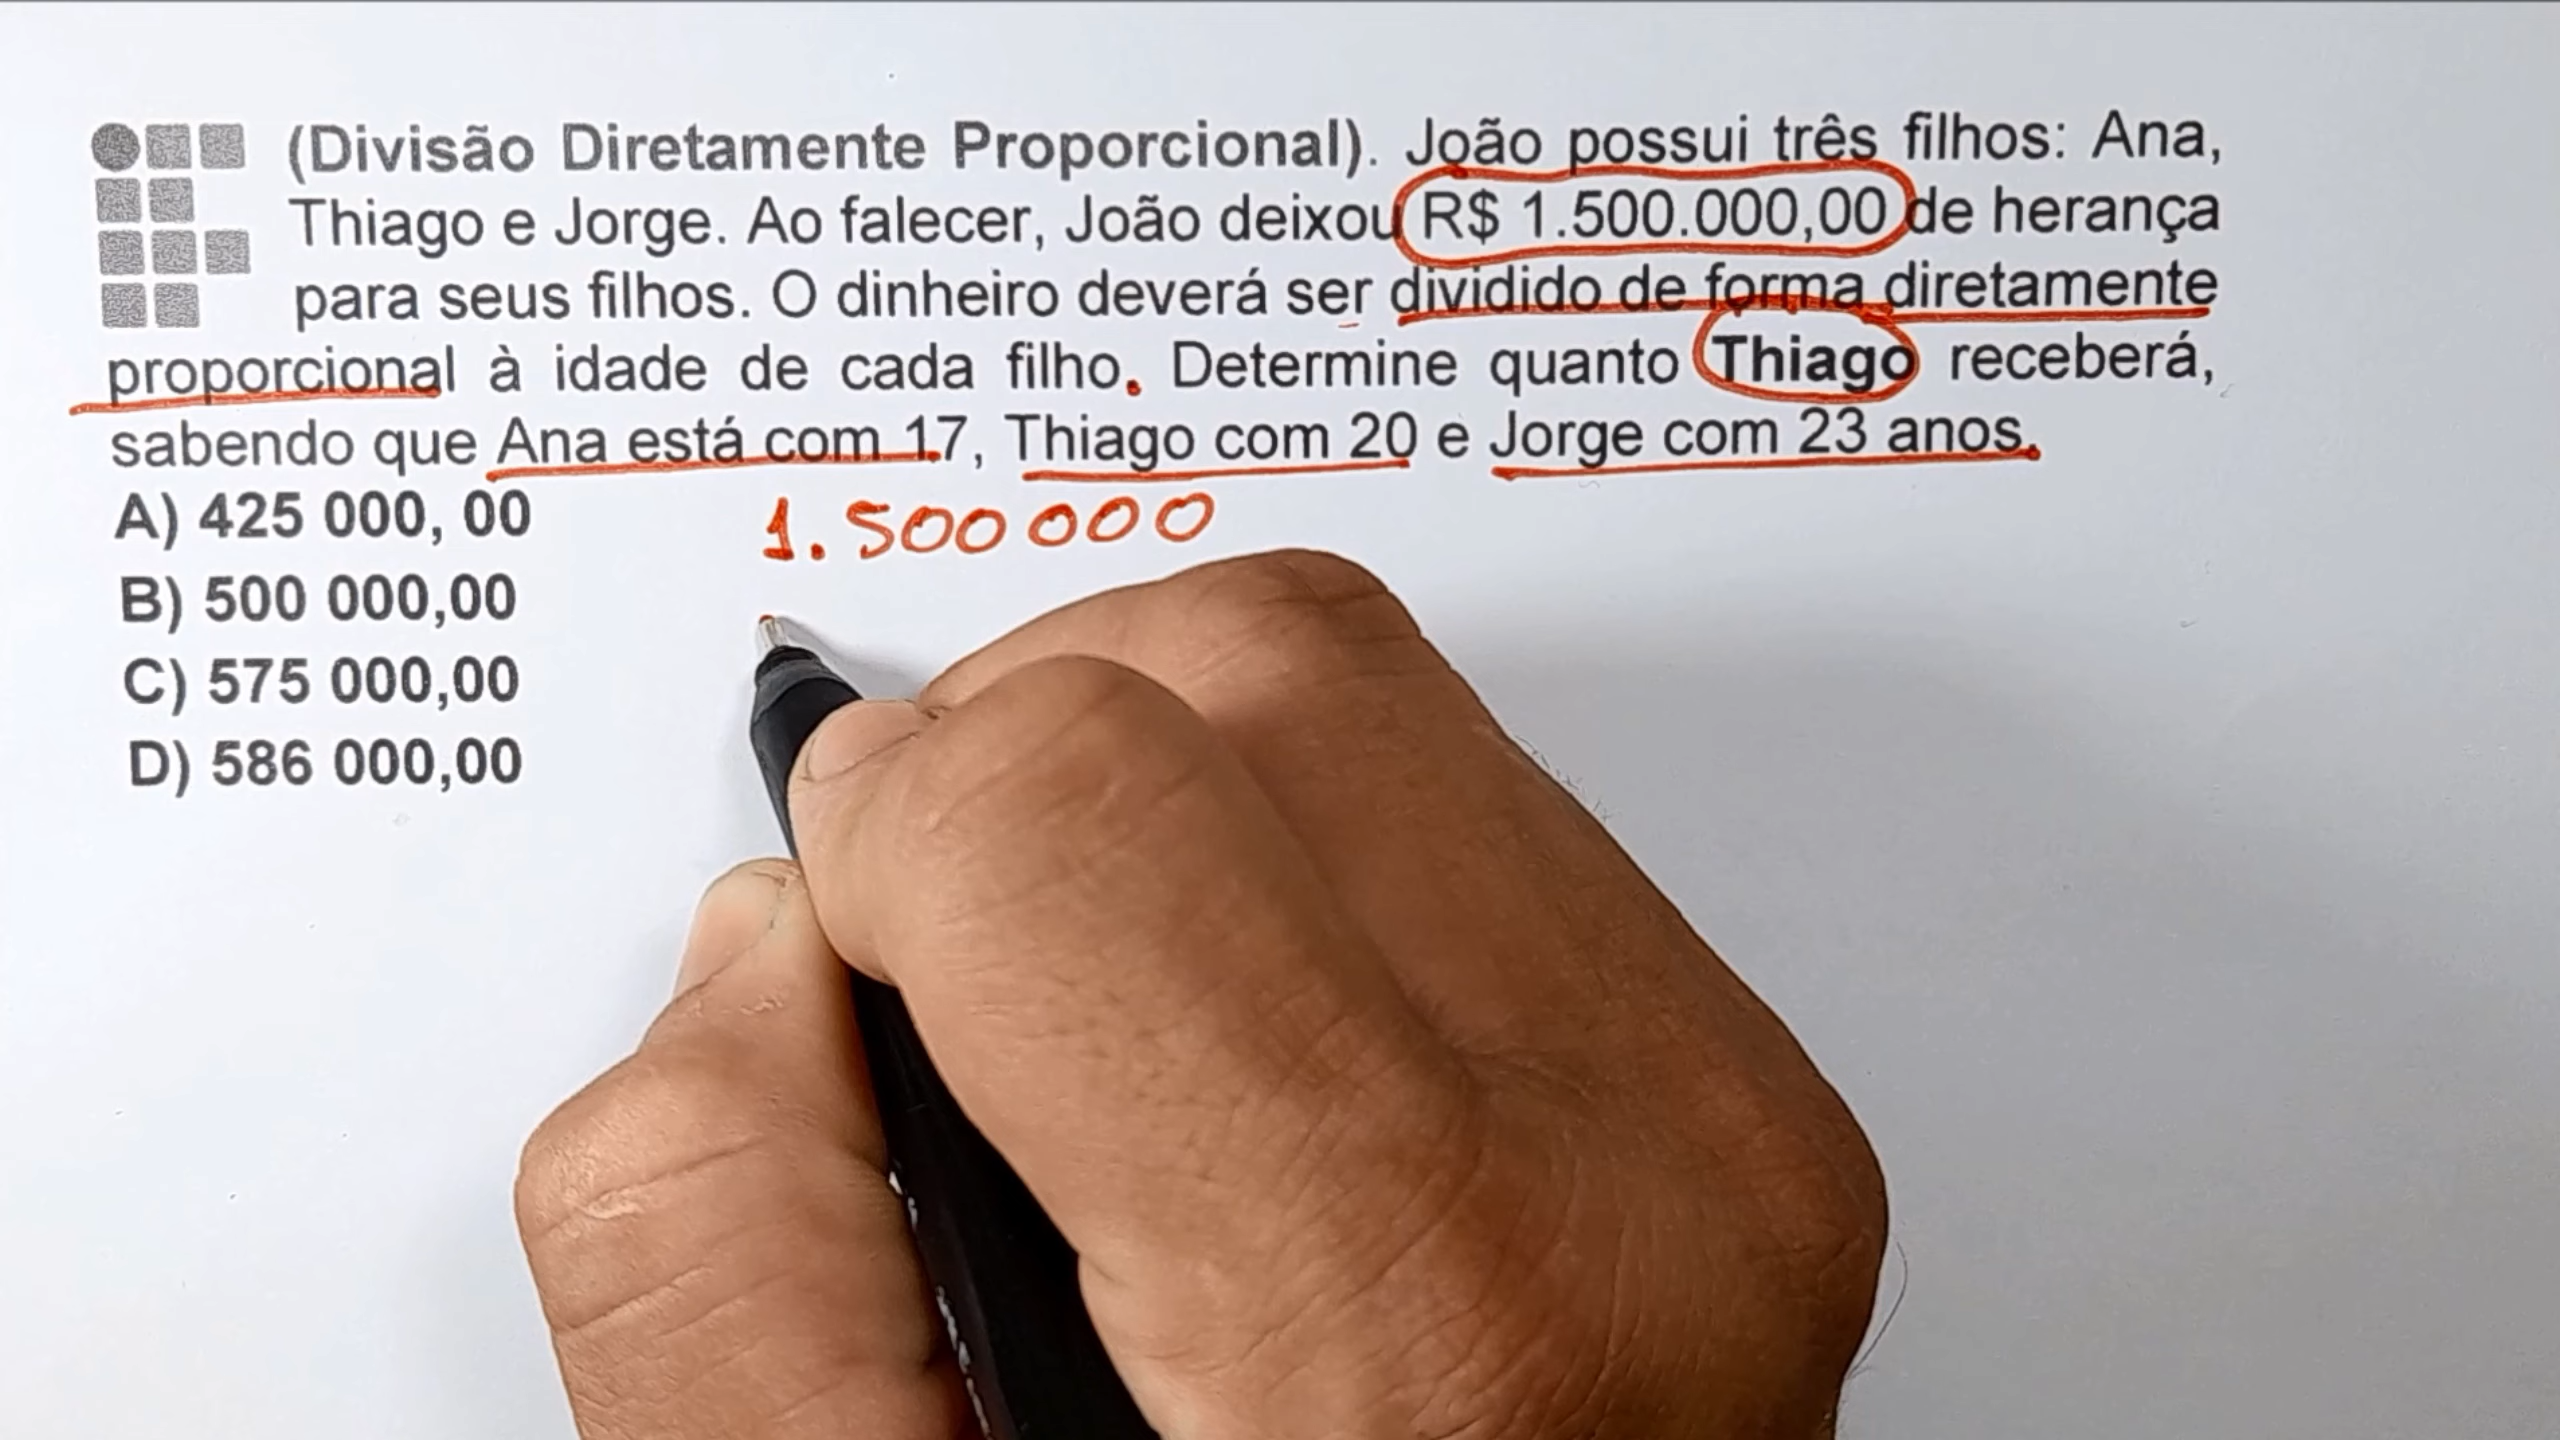 (Divisão Diretamente Proporcional). João possui três filhos: Ana,
Thiago e Jorge. Ao falecer, João deixou R$ 1.500.000,00 de herança
para seus filhos. O dinheiro deverá ser dividido de forma diretamente
proporcional à idade de cada filho. Determine quanto Thiago receberá,
sabendo que Ana está com 17, Thiago com 20 e Jorge com 23 anos.
A) 425 000, 00
1.500000
B) 500 000,00
C) 575 000,00
D) 586 000,00